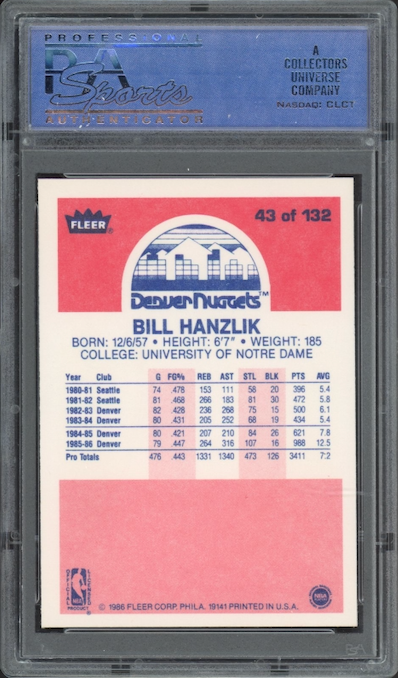 PROFESSIONAL
PSA
Sports
AUTHENTICATOR
A
COLLECTORS
UNIVERSE
COMPANY
NASDAQ: CLCT
FLEER
43 of 132
Denver Nuggets™
BILL HANZLIK
BORN: 12/6/57 • HEIGHT: 6'7" • WEIGHT: 185
COLLEGE: UNIVERSITY OF NOTRE DAME
Year Club G FG% REB AST STL BLK PTS AVG
1980-81 Seattle 74 .478 153 111 58 20 396 5.4
1981-82 Seattle 81 .468 266 183 81 30 472 5.8
1982-83 Denver 82 .428 236 268 75 15 500 6.1
1983-84 Denver 80 .431 205 252 68 19 434 5.4
1984-85 Denver 80 .421 207 210 84 26 621 7.8
1985-86 Denver 79 .447 264 316 107 16 988 12.5
Pro Totals 476 .443 1331 1340 473 126 3411 7.2
OFFICIAL NBA LICENSED
PRODUCT
© 1986 FLEER CORP. PHILA. 19141 PRINTED IN U.S.A.
NBA